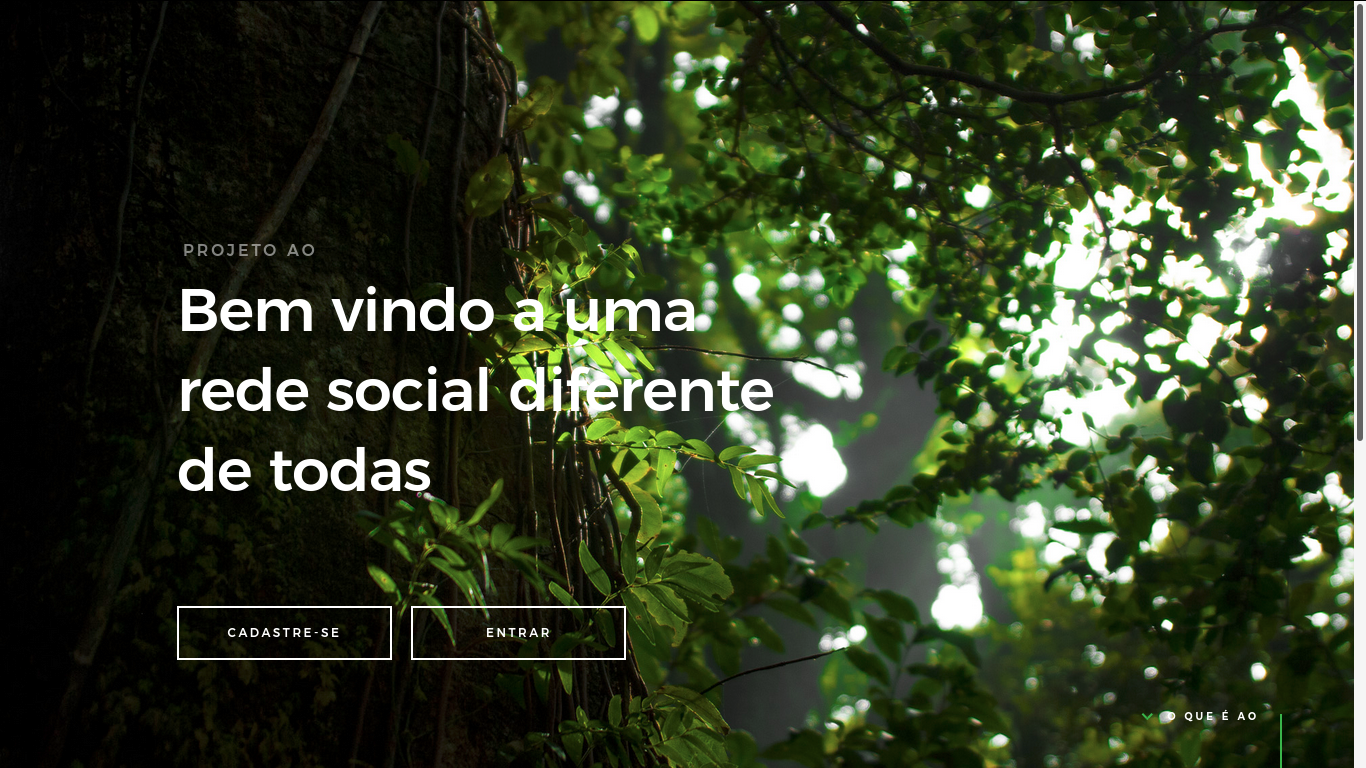 PROJETO AO
Bem vindo a uma
rede social diferente
de todas
CADASTRE-SE
ENTRAR
O QUE É AO